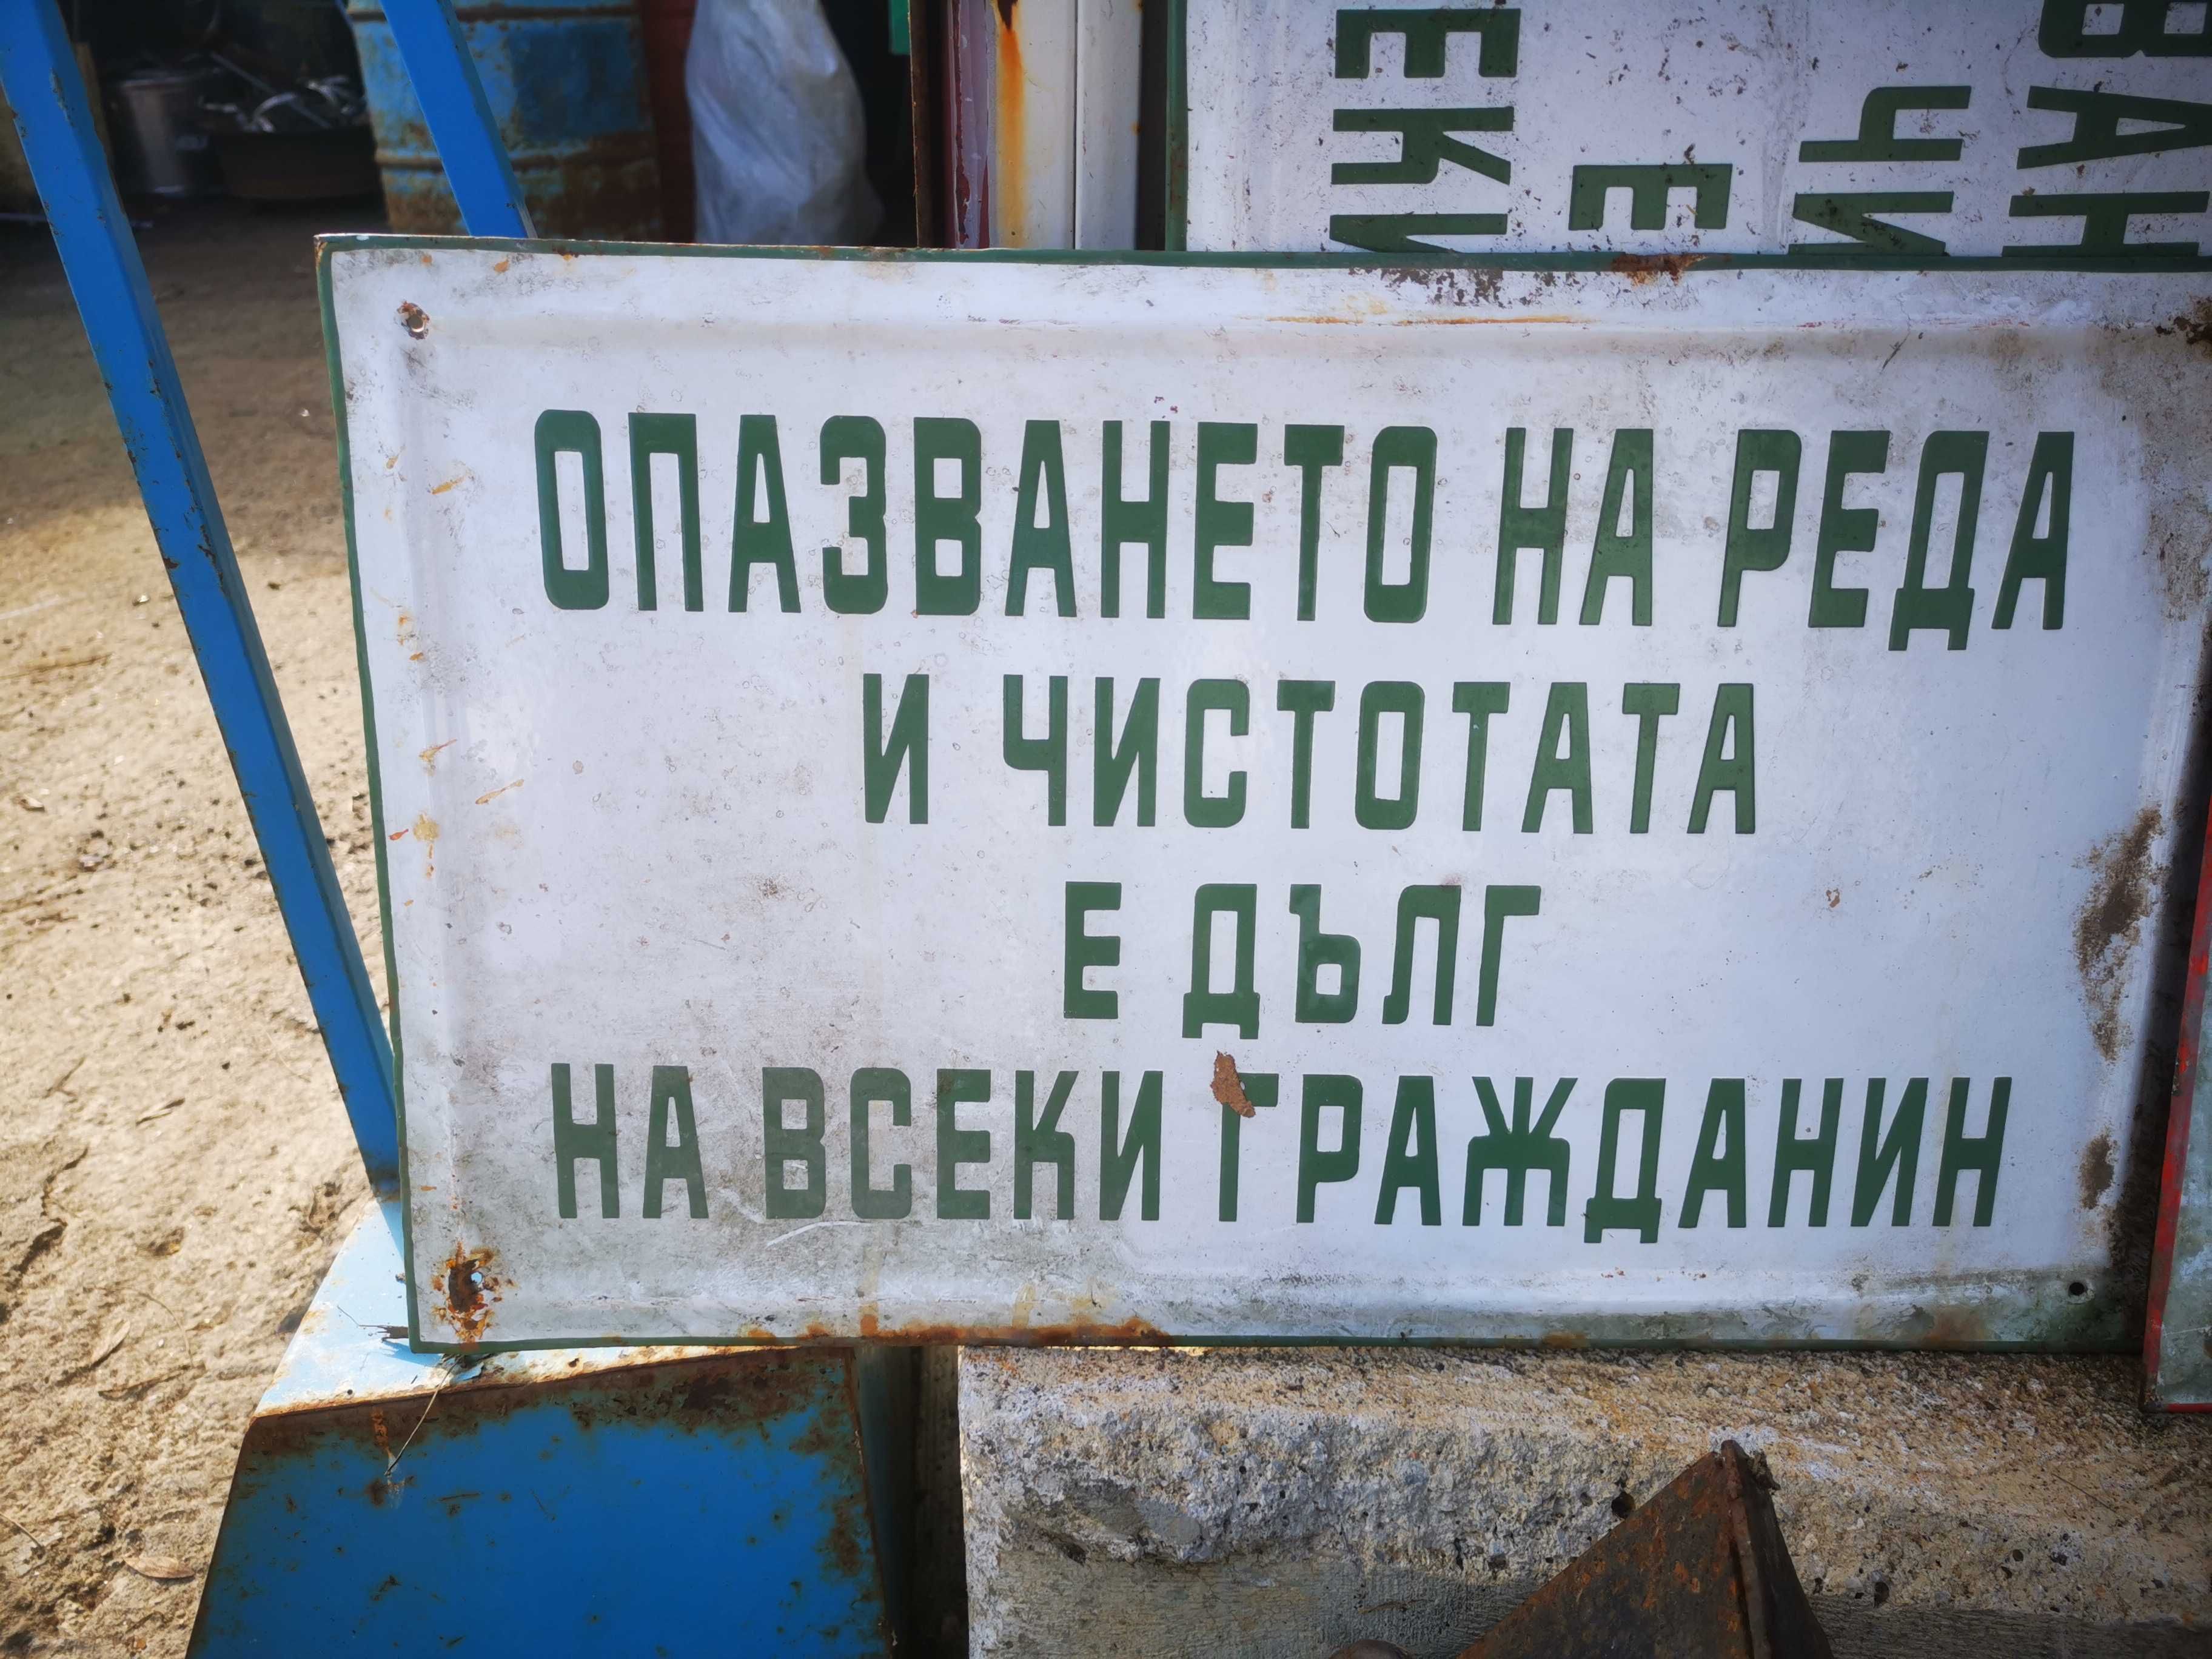 ОПАЗВАНЕТО НА РЕДА
И ЧИСТОТАТА
Е ДЪЛГ
НА ВСЕКИ ГРАЖДАНИН